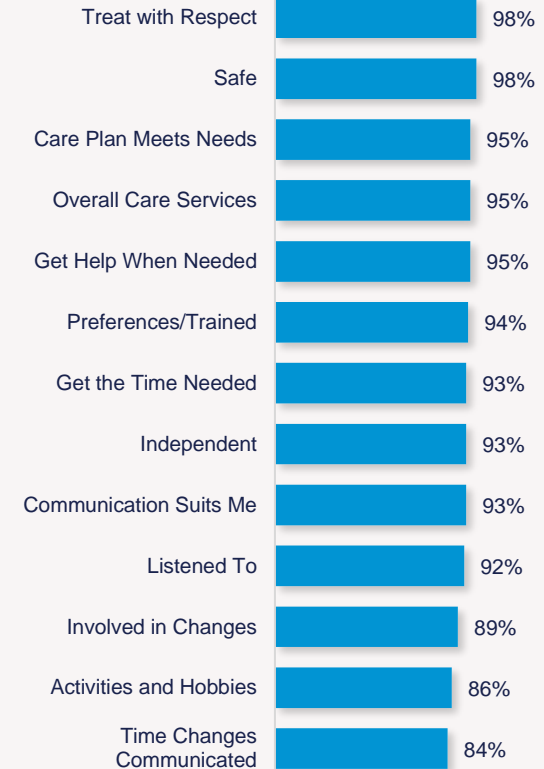 Treat with Respect 98%
Safe 98%
Care Plan Meets Needs 95%
Overall Care Services 95%
Get Help When Needed 95%
Preferences/Trained 94%
Get the Time Needed 93%
Independent 93%
Communication Suits Me 93%
Listened To 92%
Involved in Changes 89%
Activities and Hobbies 86%
Time Changes
Communicated 84%